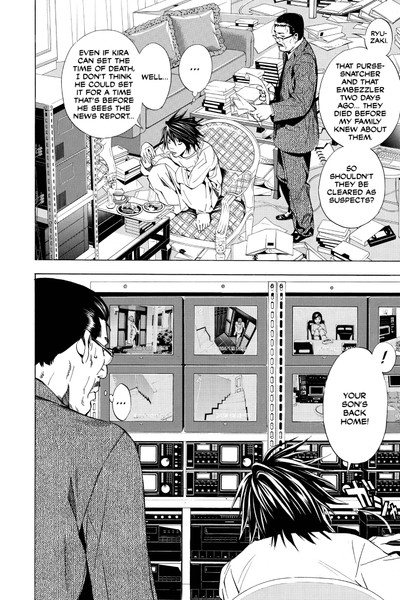 RYU-
ZAKI.
THAT PURSE-
SNATCHER
AND THAT
EMBEZZLER
TWO DAYS
AGO... THEY
DIED BEFORE
MY FAMILY
KNEW ABOUT
THEM.
SO
SHOULDN'T
THEY BE
CLEARED AS
SUSPECTS?
WELL...
EVEN IF KIRA
CAN SET THE
TIME OF DEATH,
I DON'T THINK
HE COULD SET
IT FOR A TIME
THAT'S BEFORE
HE SEES THE
NEWS REPORT...
!
YOUR
SON'S
BACK
HOME!
...